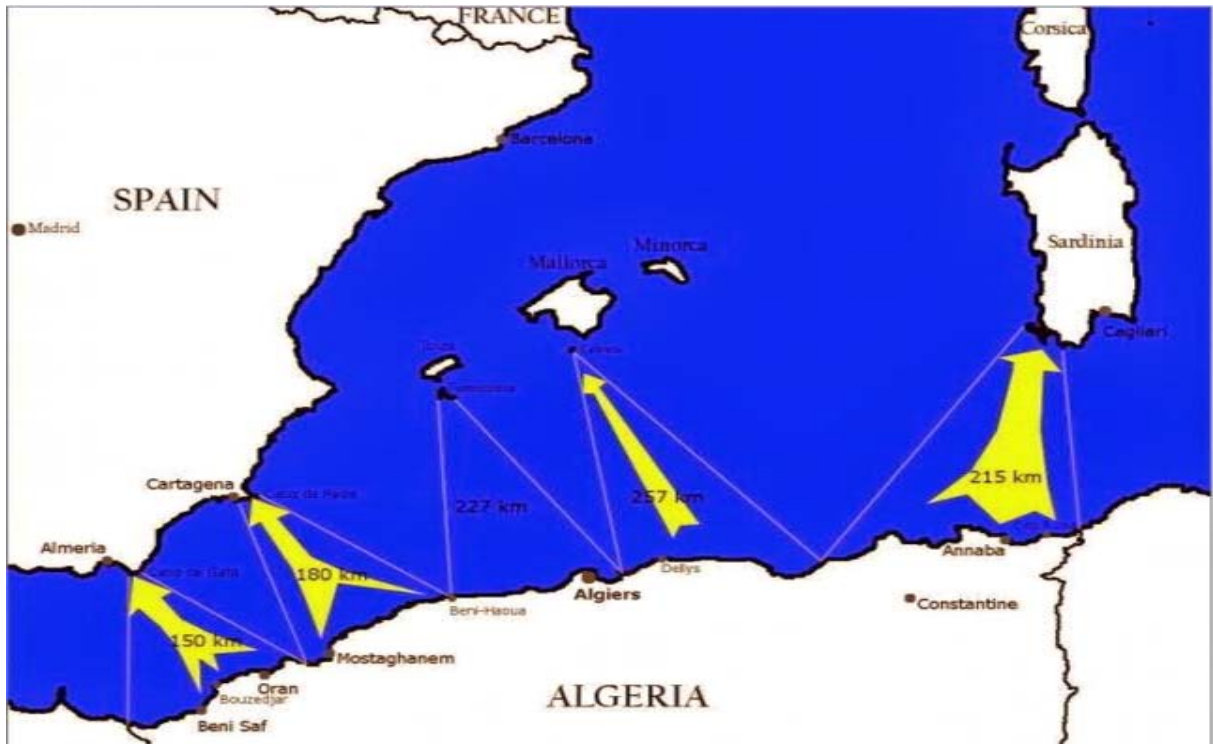 FRANCE
Corsica
Barcelona
SPAIN
Madrid
Minorca
Mallorca
Sardinia
Cagliari
Ibiza
Cartagena
227 km
257 km
215 km
Almeria
Annaba
Dellys
180 km
Algiers
Beni-Haoua
Constantine
150 km
Mostaghanem
Oran
Bouzedjar
ALGERIA
Beni Saf